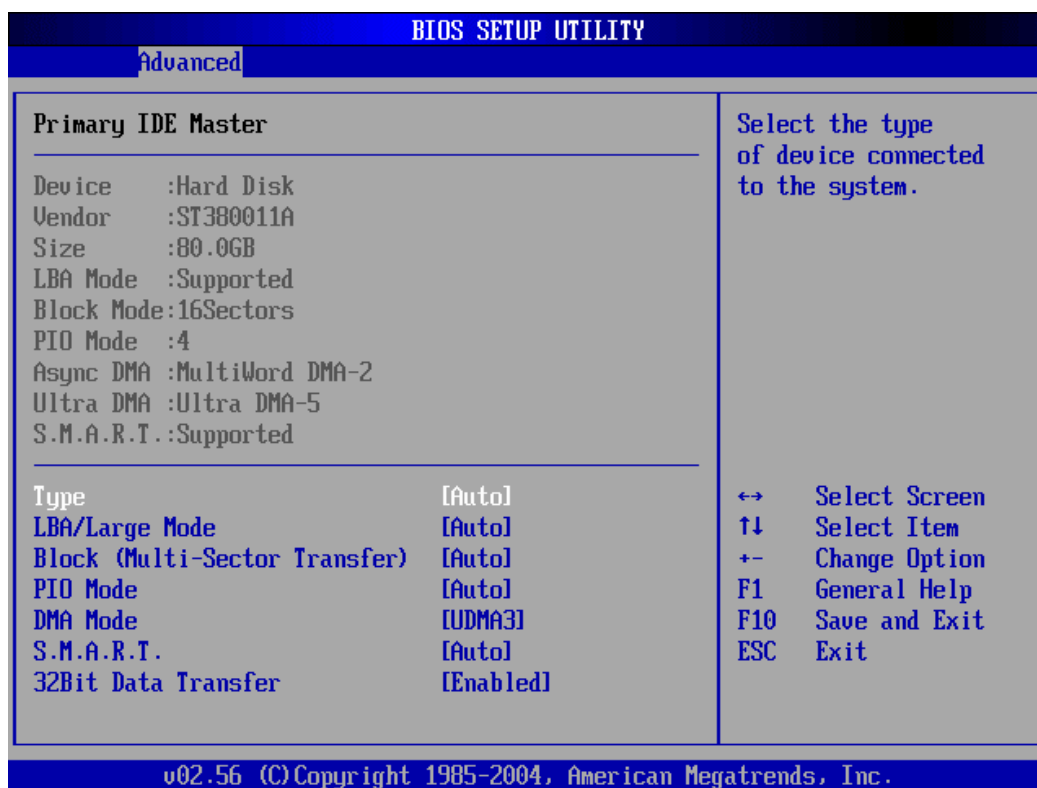 BIOS SETUP UTILITY
Advanced
Primary IDE Master
Device :Hard Disk
Vendor :ST380011A
Size :80.0GB
LBA Mode :Supported
Block Mode:16Sectors
PIO Mode :4
Async DMA :MultiWord DMA-2
Ultra DMA :Ultra DMA-5
S.M.A.R.T.:Supported
Type [Auto]
LBA/Large Mode [Auto]
Block (Multi-Sector Transfer) [Auto]
PIO Mode [Auto]
DMA Mode [UDMA3]
S.M.A.R.T. [Auto]
32Bit Data Transfer [Enabled]
Select the type
of device connected
to the system.
←→ Select Screen
↑↓ Select Item
+- Change Option
F1 General Help
F10 Save and Exit
ESC Exit
v02.56 (C)Copyright 1985-2004, American Megatrends, Inc.